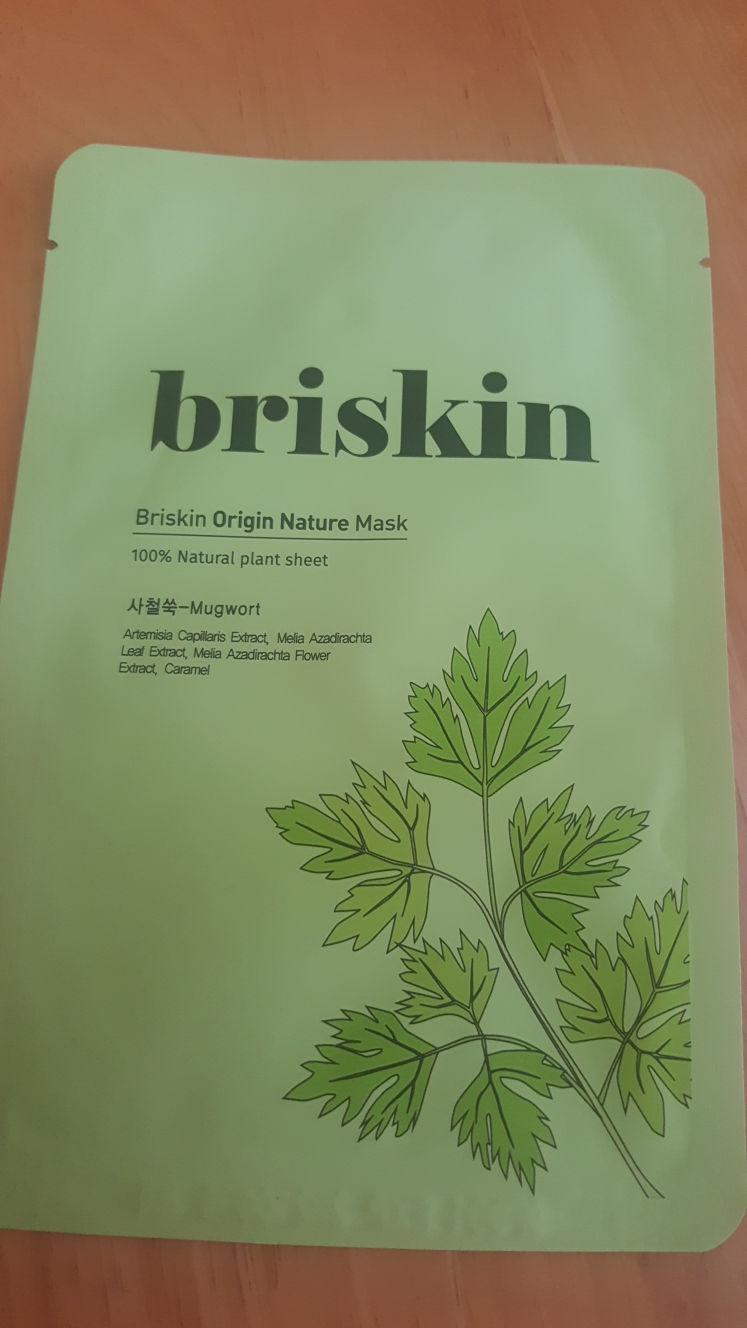 briskin
Briskin Origin Nature Mask
100% Natural plant sheet
사철쑥-Mugwort
Artemisia Capillaris Extract, Melia Azadirachta
Leaf Extract, Melia Azadirachta Flower
Extract, Caramel